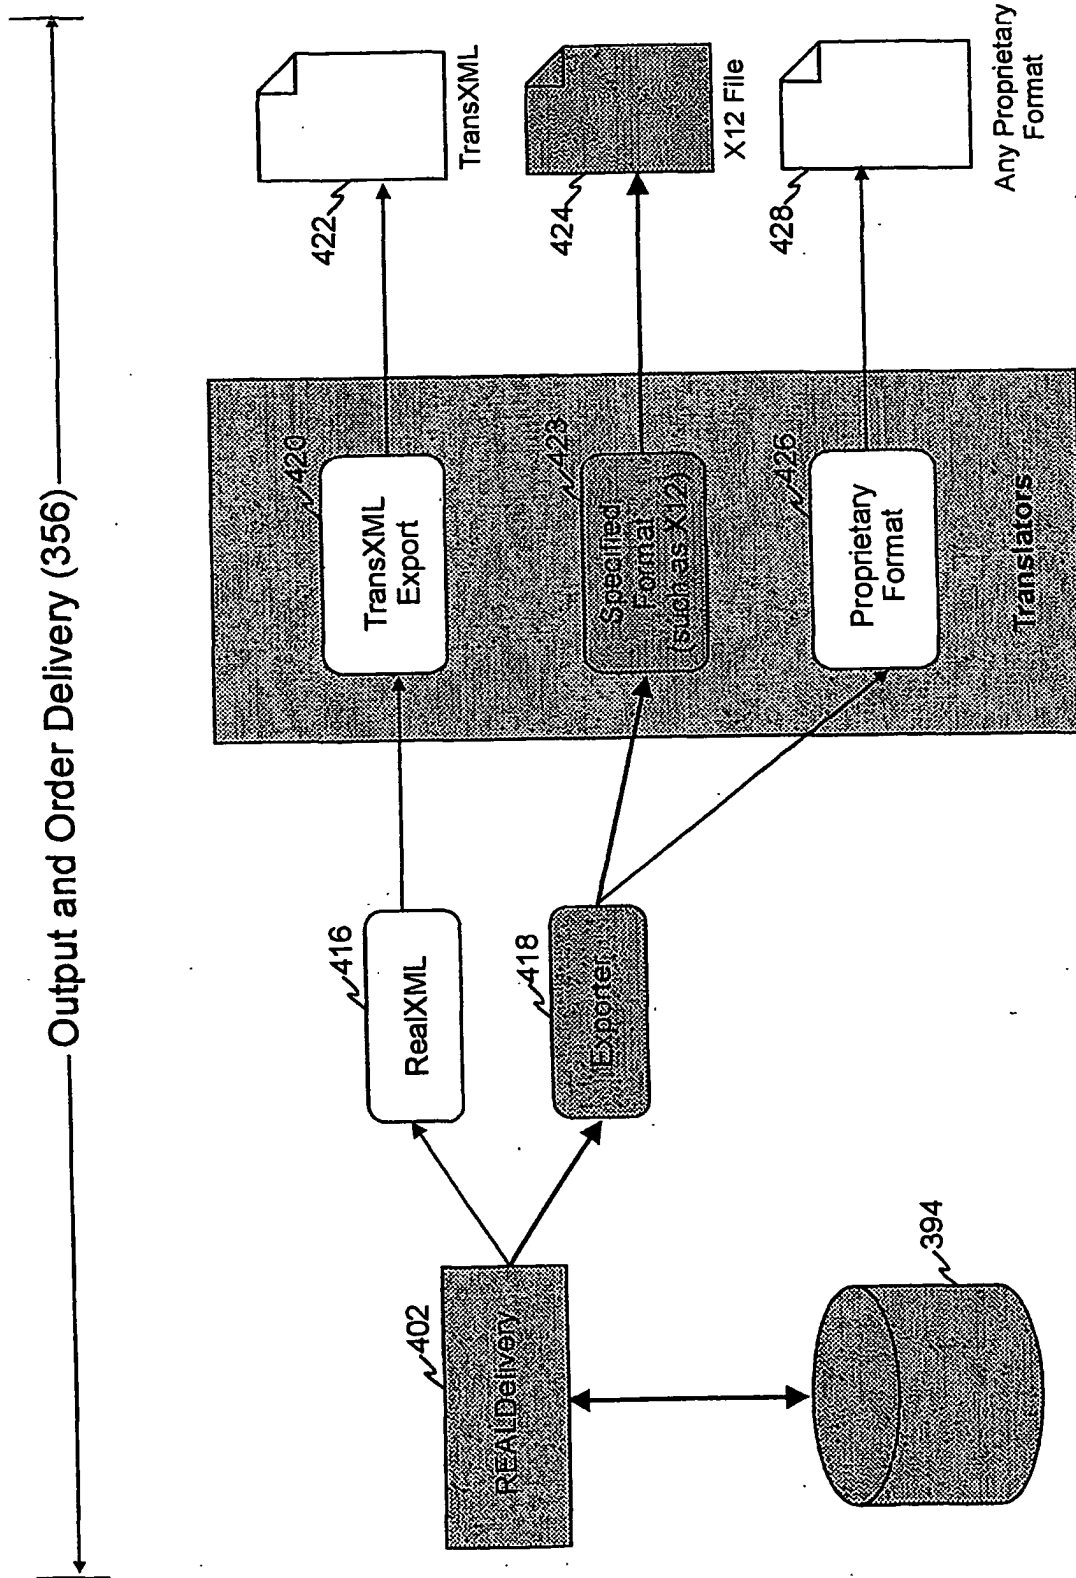 Output and Order Delivery (356)
402
REALDelivery
394
416
RealXML
418
Exporter
420
TransXML
Export
423
Specified
Format
(such as X12)
426
Proprietary
Format
Translators
422
TransXML
424
X12 File
428
Any Proprietary
Format